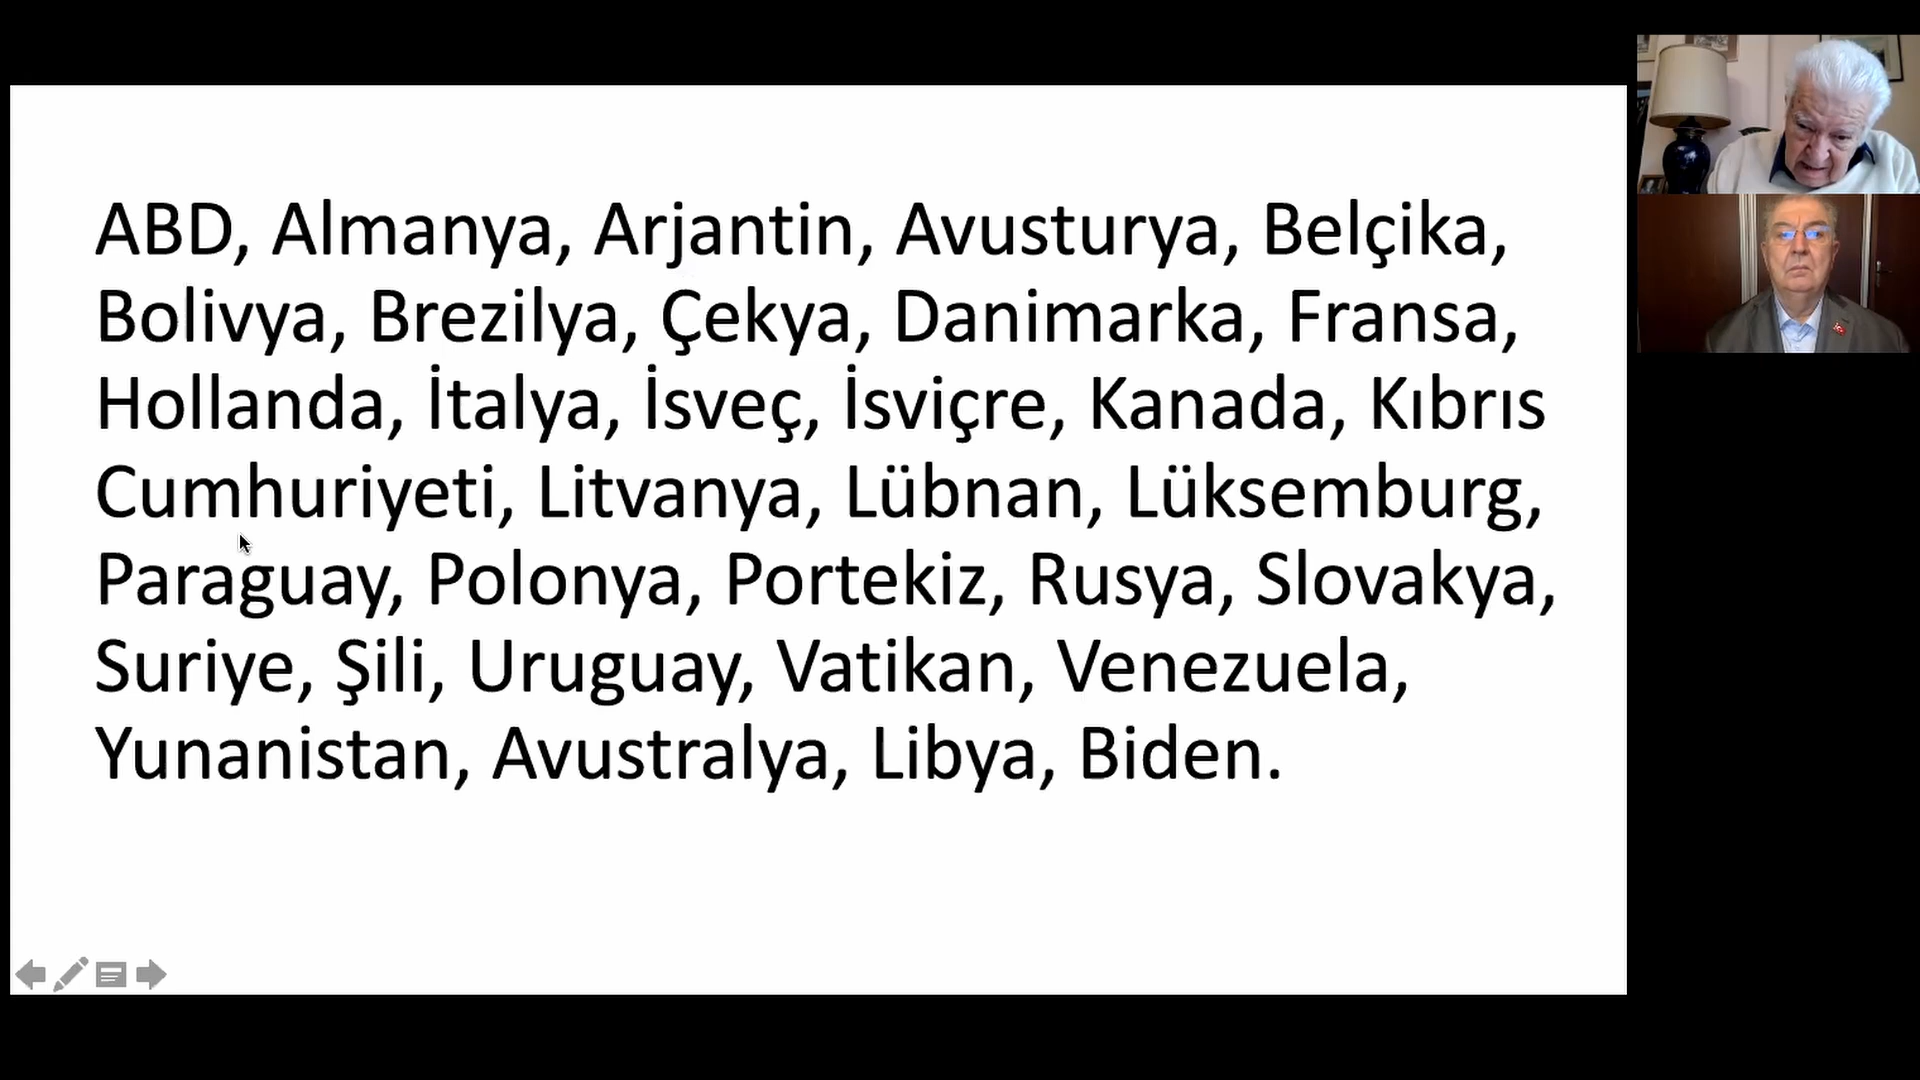 ABD, Almanya, Arjantin, Avusturya, Belçika,
Bolivya, Brezilya, Çekya, Danimarka, Fransa,
Hollanda, İtalya, İsveç, İsviçre, Kanada, Kıbrıs
Cumhuriyeti, Litvanya, Lübnan, Lüksemburg,
Paraguay, Polonya, Portekiz, Rusya, Slovakya,
Suriye, Şili, Uruguay, Vatikan, Venezuela,
Yunanistan, Avustralya, Libya, Biden.